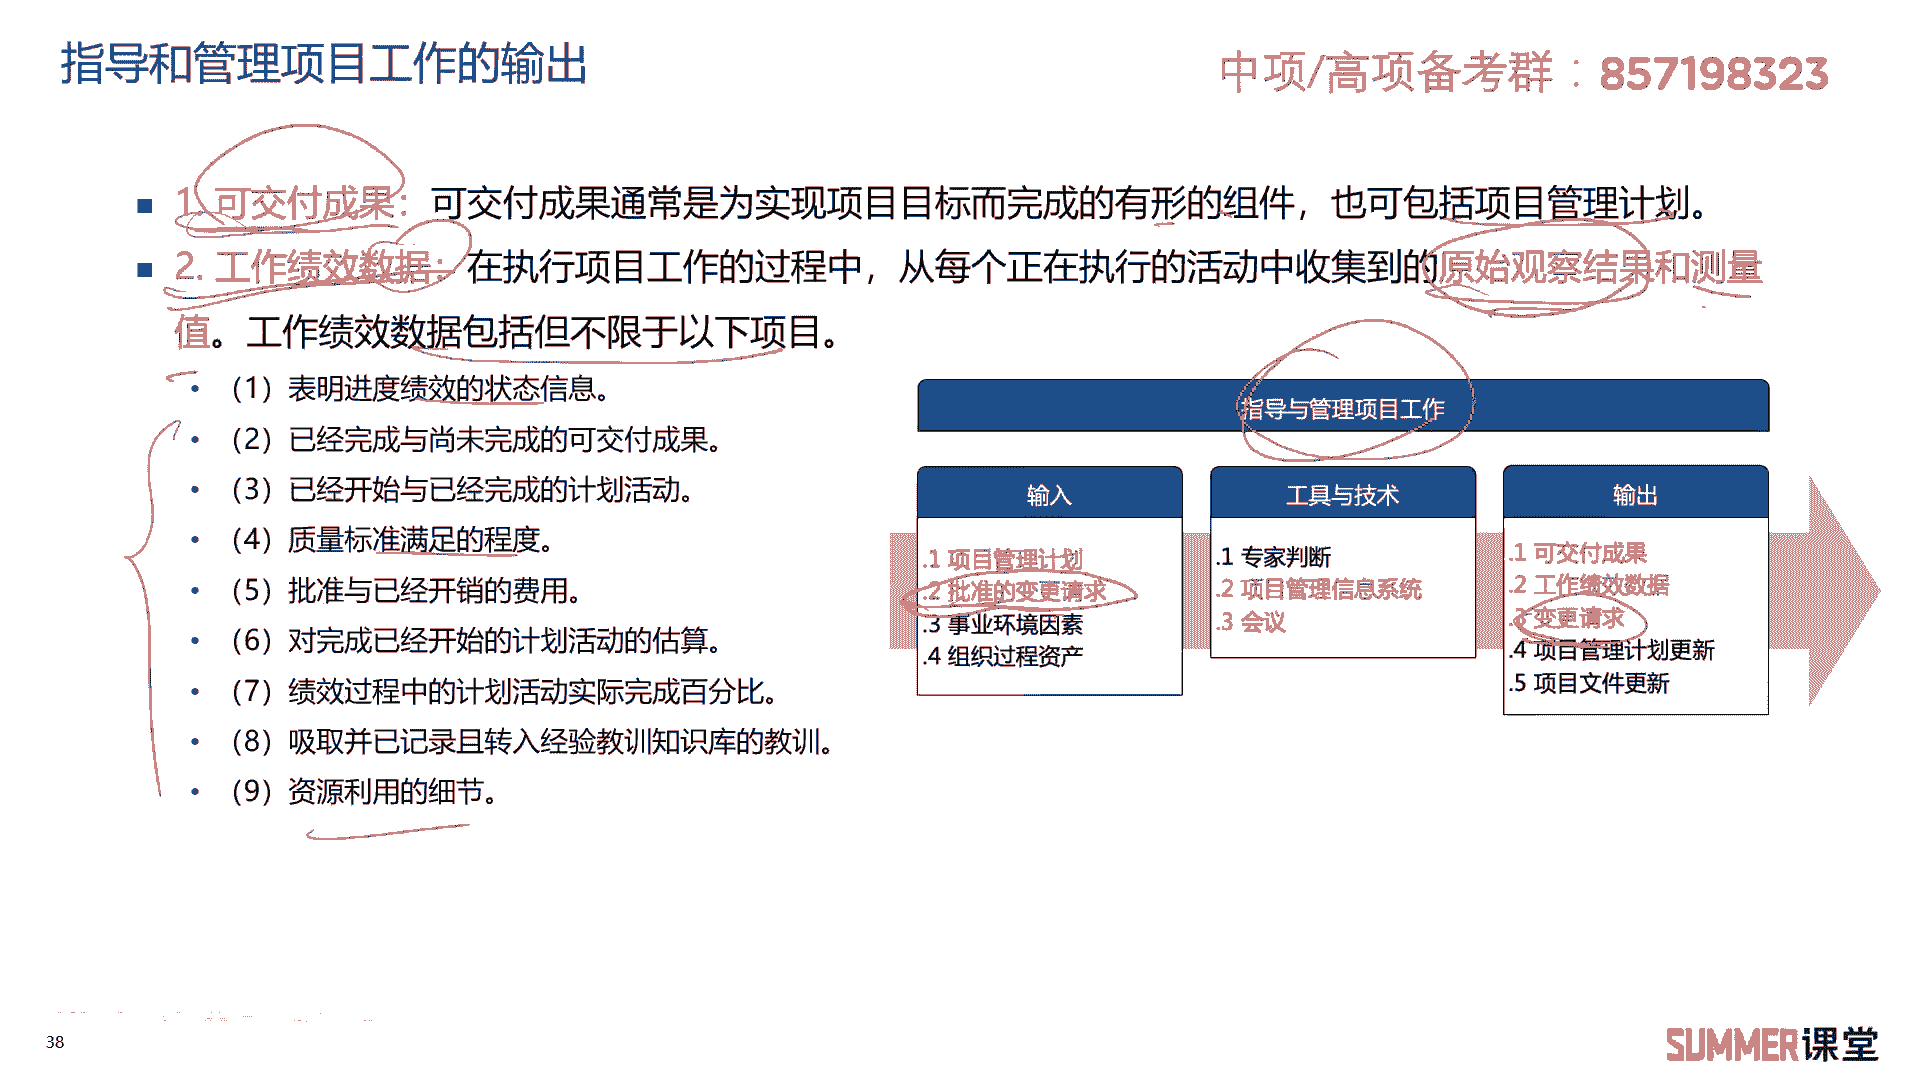 指导和管理项目工作的输出
中项/高项备考群：857198323
1. 可交付成果：可交付成果通常是为实现项目目标而完成的有形的组件，也可包括项目管理计划。
2. 工作绩效数据：在执行项目工作的过程中，从每个正在执行的活动中收集到的原始观察结果和测量
值。工作绩效数据包括但不限于以下项目。
（1）表明进度绩效的状态信息。
（2）已经完成与尚未完成的可交付成果。
（3）已经开始与已经完成的计划活动。
（4）质量标准满足的程度。
（5）批准与已经开销的费用。
（6）对完成已经开始的计划活动的估算。
（7）绩效过程中的计划活动实际完成百分比。
（8）吸取并已记录且转入经验教训知识库的教训。
（9）资源利用的细节。
指导与管理项目工作
输入
.1 项目管理计划
.2 批准的变更请求
.3 事业环境因素
.4 组织过程资产
工具与技术
.1 专家判断
.2 项目管理信息系统
.3 会议
输出
.1 可交付成果
.2 工作绩效数据
.3 变更请求
.4 项目管理计划更新
.5 项目文件更新
38
SUMMER课堂